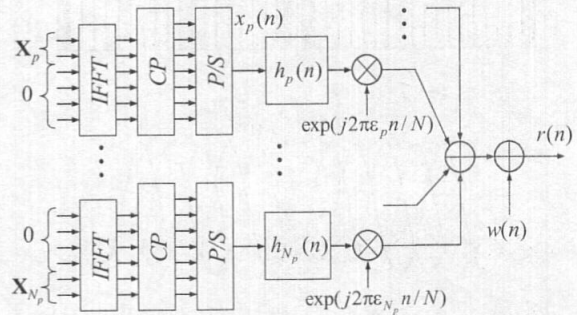 x_p(n)
X_p
0
IFFT
CP
P/S
h_p(n)
exp(j2πε_p n/N)
r(n)
w(n)
0
X_{N_p}
IFFT
CP
P/S
h_{N_p}(n)
exp(j2πε_{N_p} n/N)